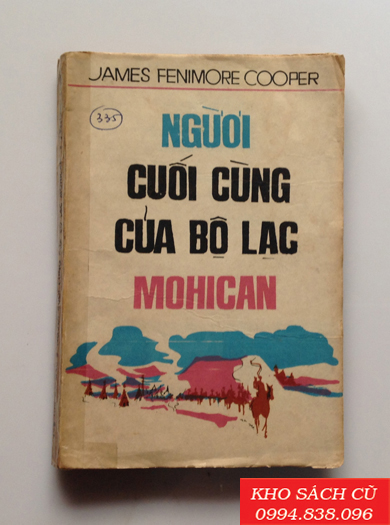 JAMES FENIMORE COOPER
335
NGƯỜI
CUỐI CÙNG
CỦA BỘ LẠC
MOHICAN
KHO SÁCH CŨ
0994.838.096